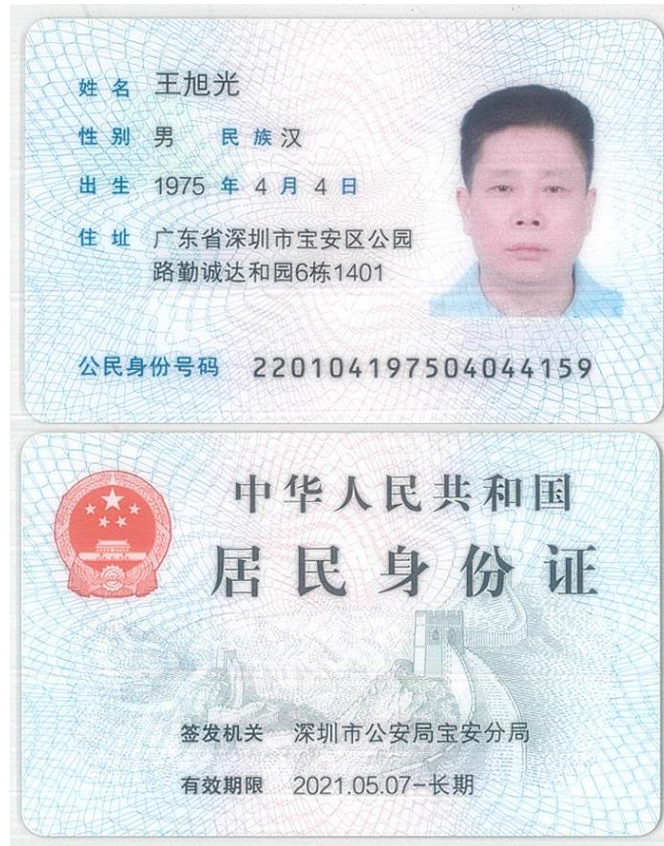 姓名 王旭光
性别 男 民族 汉
出生 1975 年 4 月 4 日
住址 广东省深圳市宝安区公园
路勤诚达和园6栋1401
公民身份号码 220104197504044159
中华人民共和国
居民身份证
签发机关 深圳市公安局宝安分局
有效期限 2021.05.07-长期